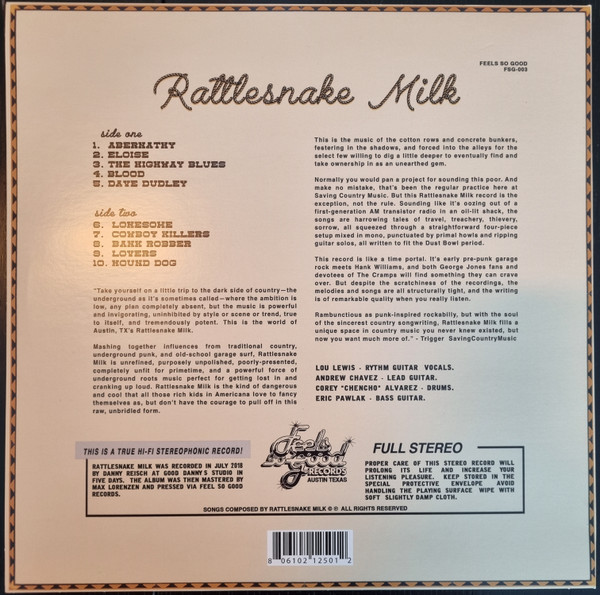 FEELS SO GOOD
FSG-003
Rattlesnake Milk
side one
1. ABERNATHY
2. ELOISE
3. THE HIGHWAY BLUES
4. BLOOD
5. DAVE DUDLEY
side two
6. LONESOME
7. COWBOY KILLERS
8. BANK ROBBER
9. LOVERS
10. HOUND DOG
"Take yourself on a little trip to the dark side of country—the
underground as it's sometimes called—where the ambition is
low, any plan completely absent, but the music is powerful
and invigorating, uninhibited by style or scene or trend, true
to itself, and tremendously potent. This is the world of
Austin, TX's Rattlesnake Milk.
Mashing together influences from traditional country,
underground punk, and old-school garage surf, Rattlesnake
Milk is unrefined, purposely unpolished, poorly-presented,
completely unfit for primetime, and a powerful force of
underground roots music perfect for getting lost in and
cranking up loud. Rattlesnake Milk is the kind of dangerous
and cool that all those rich kids in Americana love to fancy
themselves as, but don't have the courage to pull off in this
raw, unbridled form.
This is the music of the cotton rows and concrete bunkers,
festering in the shadows, and forced into the alleys for the
select few willing to dig a little deeper to eventually find and
take ownership in as an unearthed gem.
Normally you would pan a project for sounding this poor. And
make no mistake, that's been the regular practice here at
Saving Country Music. But this Rattlesnake Milk record is the
exception, not the rule. Sounding like it's oozing out of a
first-generation AM translator radio in an oil-lit shack, the
songs are harrowing tales of travel, treachery, thievery,
sorrow, all squeezed through a straightforward four-piece
setup mixed in mono, punctuated by primal howls and ripping
guitar solos, all written to fit the Dust Bowl period.
This record is like a time portal. It's early pre-punk garage
rock meets Hank Williams, and both George Jones fans and
devotees of The Cramps will find something they can crave
over. But despite the scratchiness of the recordings, the
melodies and songs are all structurally tight, and the writing
is of remarkable quality when you really listen.
Rambunctious as punk-inspired rockabilly, but with the soul
of the sincerest country songwriting, Rattlesnake Milk fills a
unique space in country music you never knew existed, but
now you want much more of." - Trigger SavingCountryMusic
LOU LEWIS - RYTHM GUITAR VOCALS.
ANDREW CHAVEZ - LEAD GUITAR.
COREY "CHENCHO" ALVAREZ - DRUMS.
ERIC PAWLAK - BASS GUITAR.
THIS IS A TRUE HI-FI STEREOPHONIC RECORD!
RATTLESNAKE MILK WAS RECORDED IN JULY 2018
BY DANNY REISCH AT GOOD DANNY'S STUDIO IN
FIVE DAYS. THE ALBUM WAS THEN MASTERED BY
MAX LORENZEN AND PRESSED VIA FEEL SO GOOD
RECORDS.
Feels
So
good
RECORDS
AUSTIN TEXAS
FULL STEREO
PROPER CARE OF THIS STEREO RECORD WILL
PROLONG ITS LIFE AND INCREASE YOUR
LISTENING PLEASURE. KEEP STORED IN THE
SPECIAL PROTECTIVE ENVELOPE AVOID
HANDLING THE PLAYING SURFACE WIPE WITH
SOFT SLIGHTLY DAMP CLOTH.
SONGS COMPOSED BY RATTLESNAKE MILK © ℗ ALL RIGHTS RESERVED
8 06102 12501 2